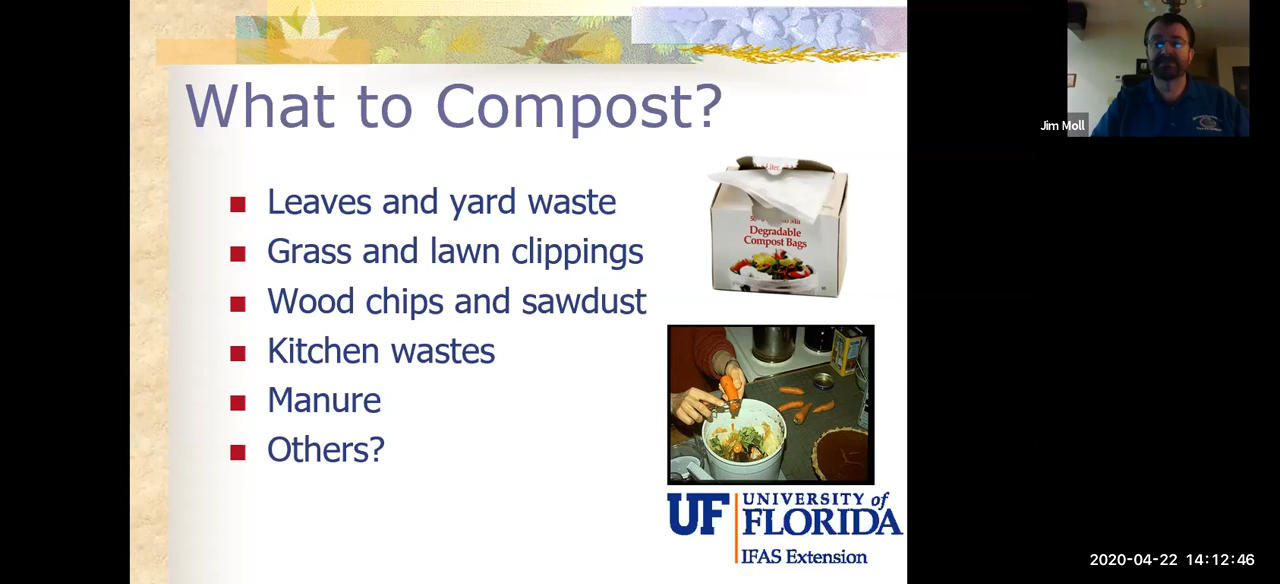 What to Compost?
Jim Moll
Leaves and yard waste
Grass and lawn clippings
Wood chips and sawdust
Kitchen wastes
Manure
Others?
Degradable
Compost Bags
UF UNIVERSITY of
FLORIDA
IFAS Extension
2020-04-22 14:12:46